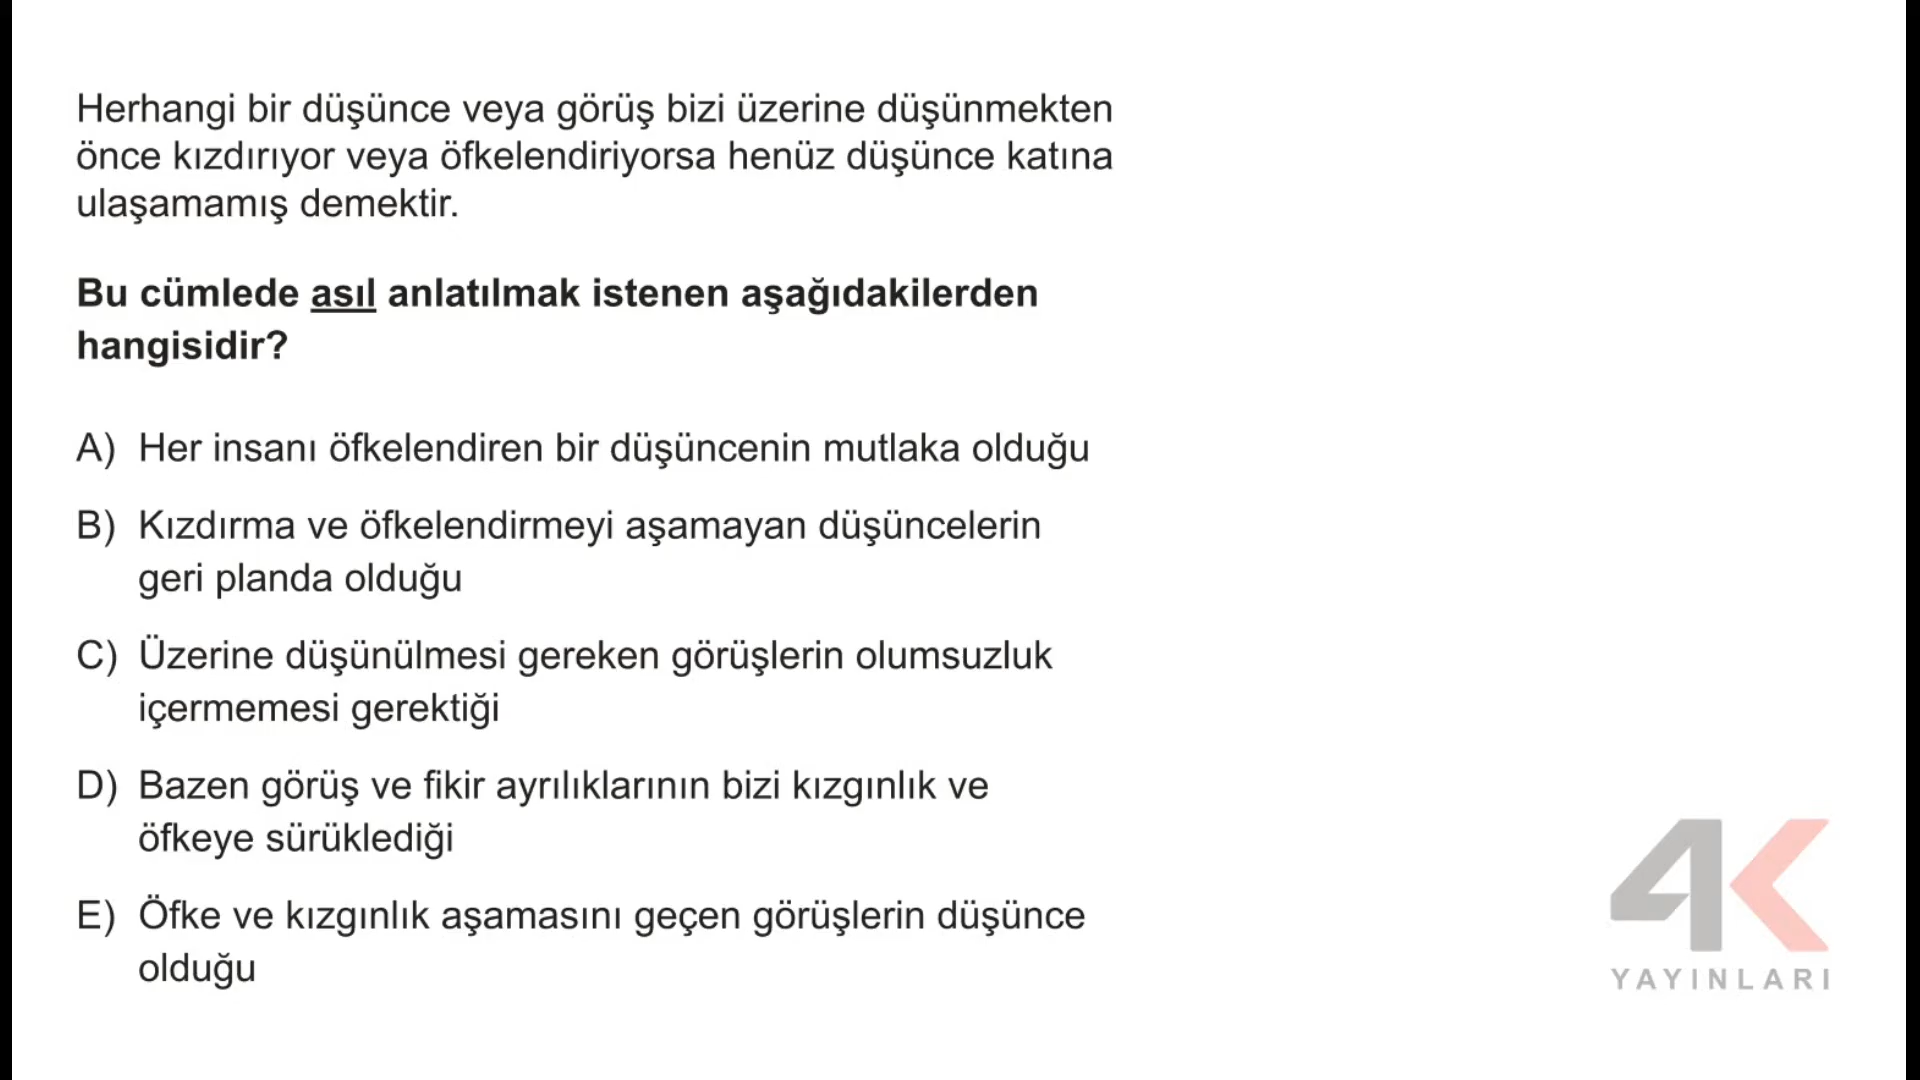 Herhangi bir düşünce veya görüş bizi üzerine düşünmekten
önce kızdırıyor veya öfkelendiriyorsa henüz düşünce katına
ulaşamamış demektir.
Bu cümlede asıl anlatılmak istenen aşağıdakilerden
hangisidir?
A) Her insanı öfkelendiren bir düşüncenin mutlaka olduğu
B) Kızdırma ve öfkelendirmeyi aşamayan düşüncelerin
geri planda olduğu
C) Üzerine düşünülmesi gereken görüşlerin olumsuzluk
içermemesi gerektiği
D) Bazen görüş ve fikir ayrılıklarının bizi kızgınlık ve
öfkeye sürüklediği
E) Öfke ve kızgınlık aşamasını geçen görüşlerin düşünce
olduğu
4K
YAYINLARI